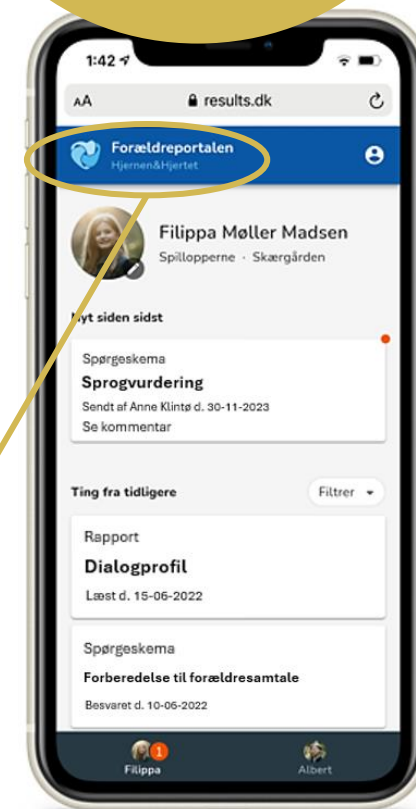 1:42
AA results.dk
Forældreportalen
Hjernen&Hjertet
Filippa Møller Madsen
Spillopperne · Skærgården
Nyt siden sidst
Spørgeskema
Sprogvurdering
Sendt af Anne Klintø d. 30-11-2023
Se kommentar
Ting fra tidligere
Filtrer
Rapport
Dialogprofil
Læst d. 15-06-2022
Spørgeskema
Forberedelse til forældresamtale
Besvaret d. 10-06-2022
1
Filippa Albert